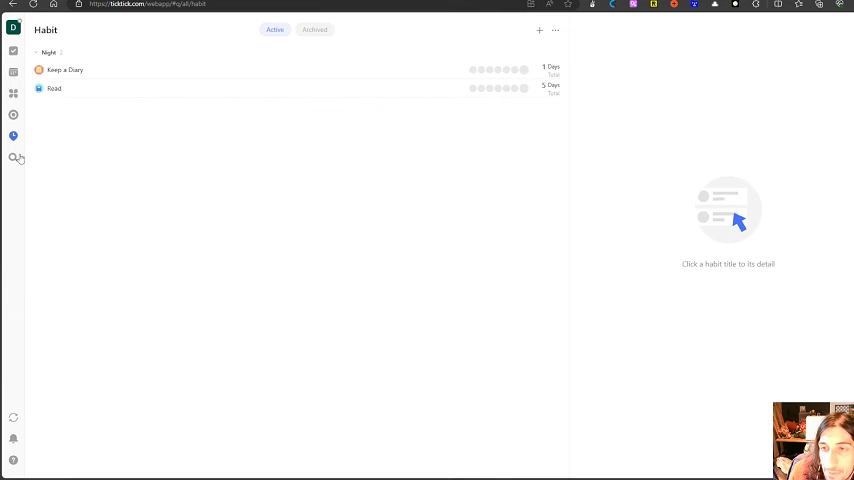 https://ticktick.com/webapp/#q/all/habit
D
Habit
Active
Archived
Night 2
Keep a Diary
1 Days
Total
Read
5 Days
Total
Click a habit title to its detail